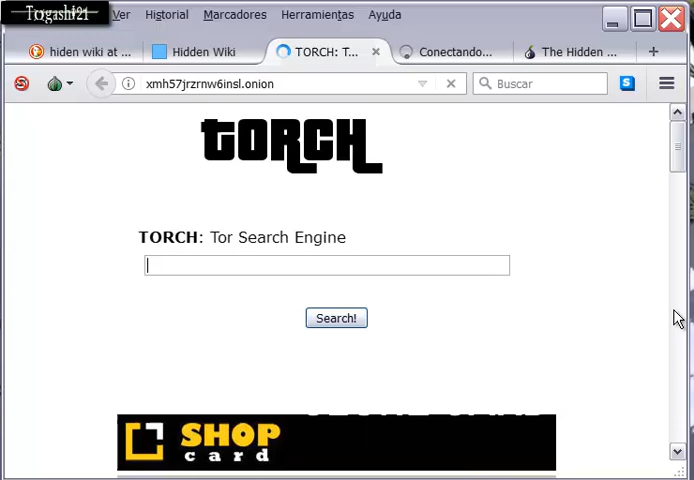 Togashi21
Ver Historial Marcadores Herramientas Ayuda
hiden wiki at ... Hidden Wiki TORCH: T... Conectando... The Hidden ...
xmh57jrzrnw6insl.onion Buscar
TORCH
TORCH: Tor Search Engine
Search!
SHOP
card